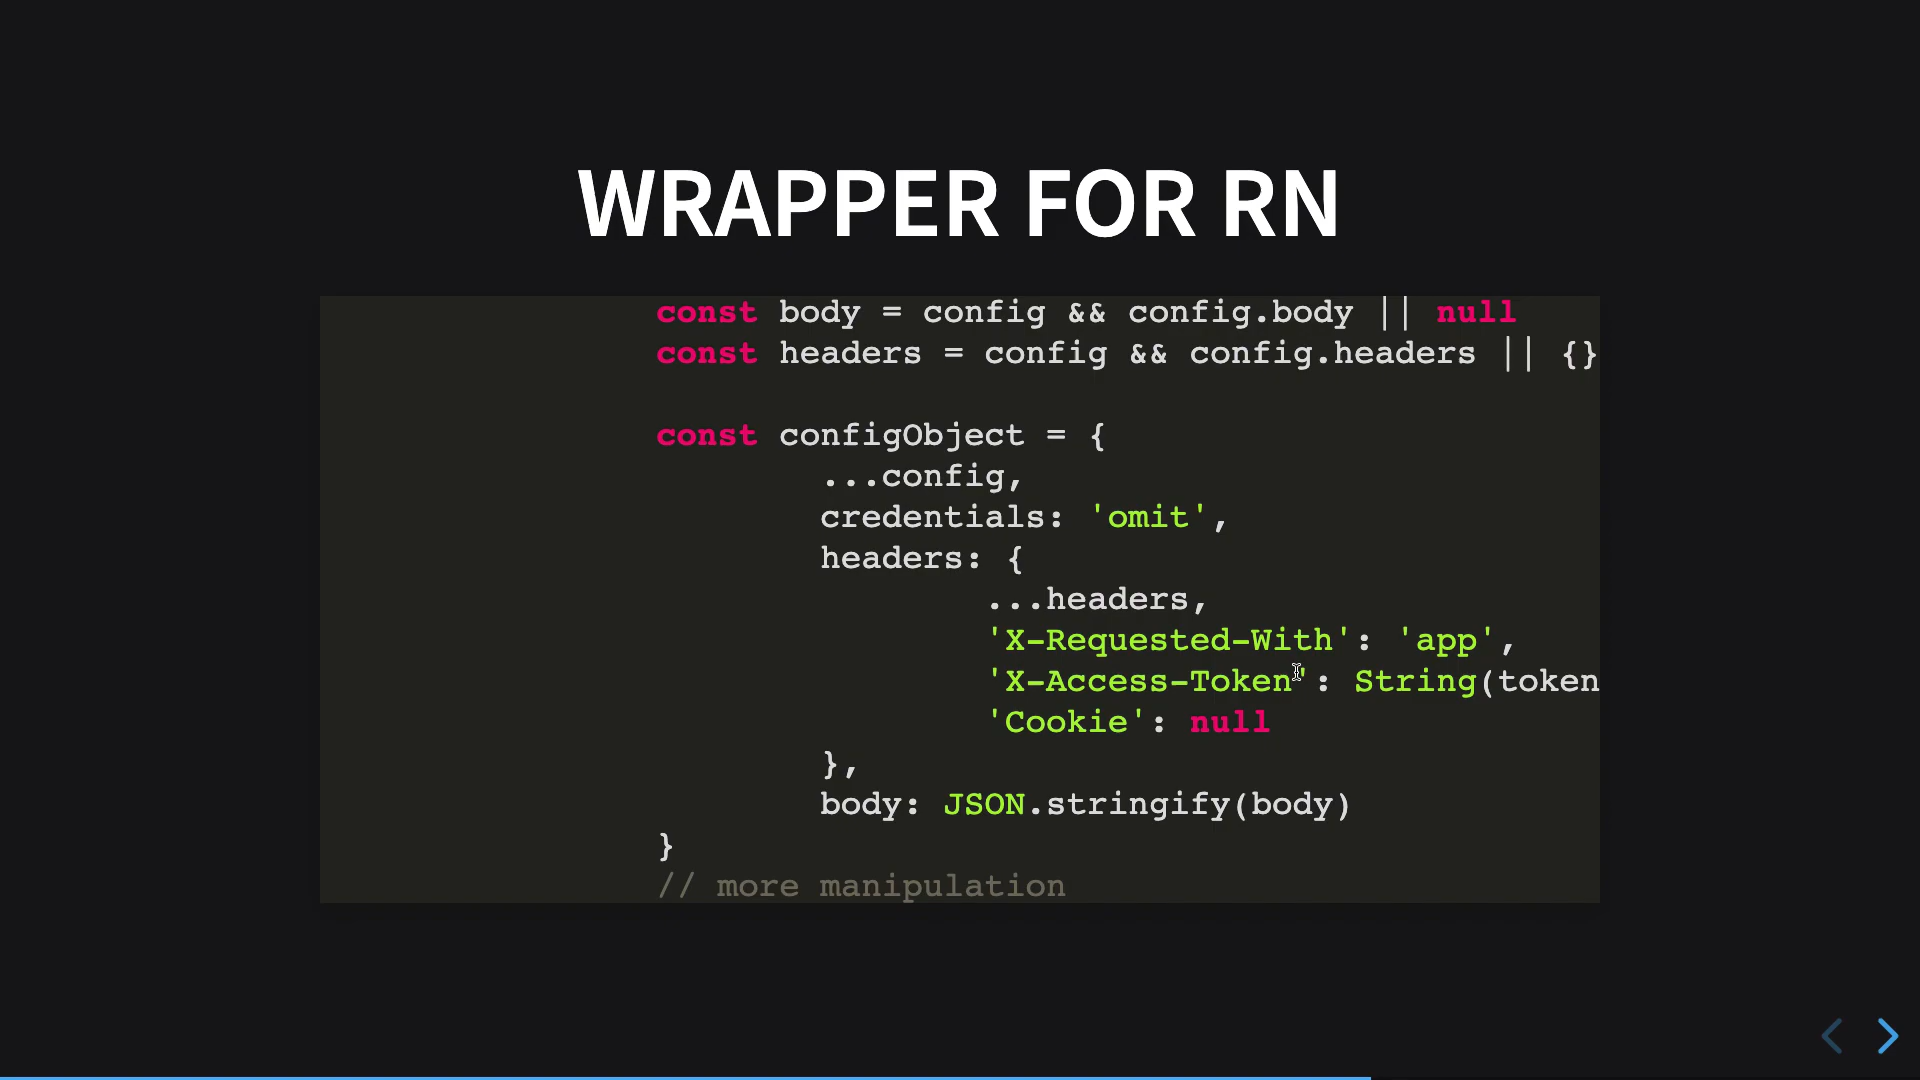 WRAPPER FOR RN
const body = config && config.body || null
const headers = config && config.headers || {}
const configObject = {
...config,
credentials: 'omit',
headers: {
...headers,
'X-Requested-With': 'app',
'X-Access-Token': String(token
'Cookie': null
},
body: JSON.stringify(body)
}
// more manipulation